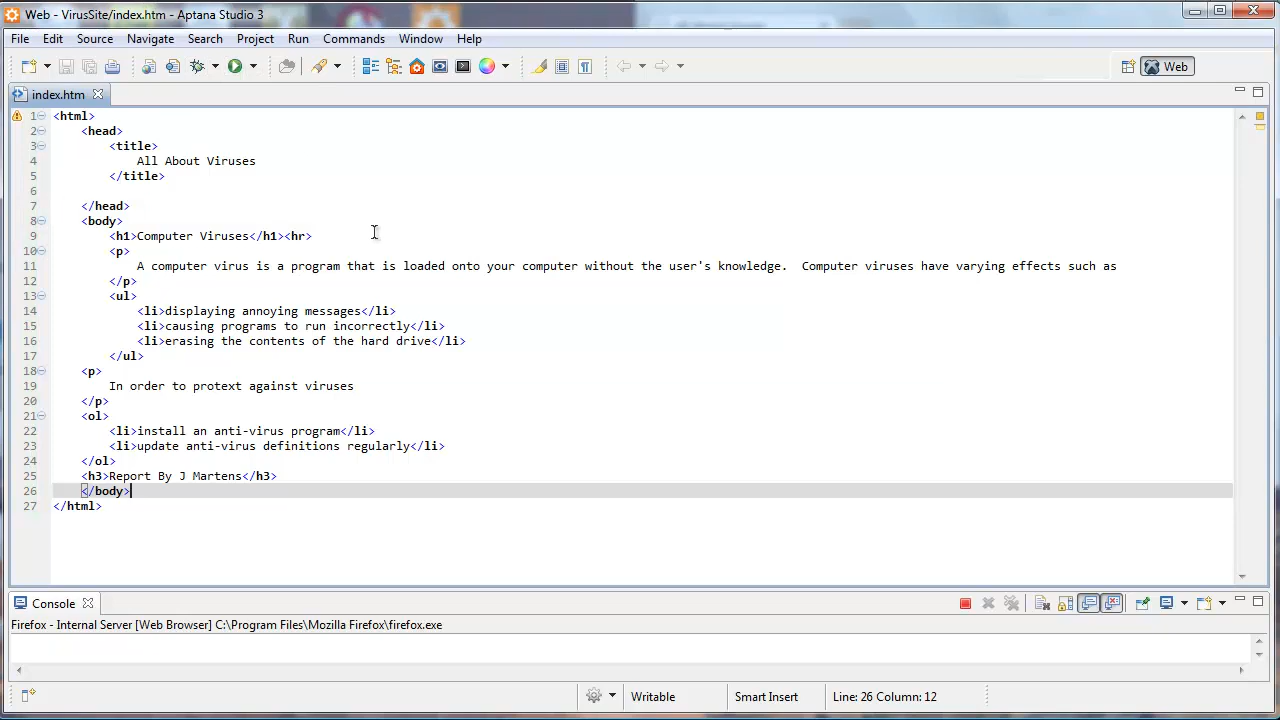 Web - VirusSite/index.htm - Aptana Studio 3
File Edit Source Navigate Search Project Run Commands Window Help
Web
index.htm
1 <html>
2 <head>
3 <title>
4 All About Viruses
5 </title>
6
7 </head>
8 <body>
9 <h1>Computer Viruses</h1><hr>
10 <p>
11 A computer virus is a program that is loaded onto your computer without the user's knowledge.  Computer viruses have varying effects such as
12 </p>
13 <ul>
14 <li>displaying annoying messages</li>
15 <li>causing programs to run incorrectly</li>
16 <li>erasing the contents of the hard drive</li>
17 </ul>
18 <p>
19 In order to protext against viruses
20 </p>
21 <ol>
22 <li>install an anti-virus program</li>
23 <li>update anti-virus definitions regularly</li>
24 </ol>
25 <h3>Report By J Martens</h3>
26 </body>
27 </html>
Console
Firefox - Internal Server [Web Browser] C:\Program Files\Mozilla Firefox\firefox.exe
Writable Smart Insert Line: 26 Column: 12